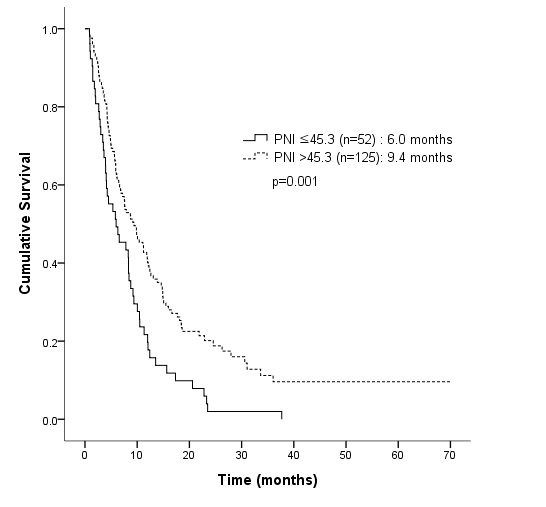 1.0
0.8
PNI ≤45.3 (n=52) : 6.0 months
PNI >45.3 (n=125): 9.4 months
p=0.001
0.6
Cumulative Survival
0.4
0.2
0.0
0 10 20 30 40 50 60 70
Time (months)